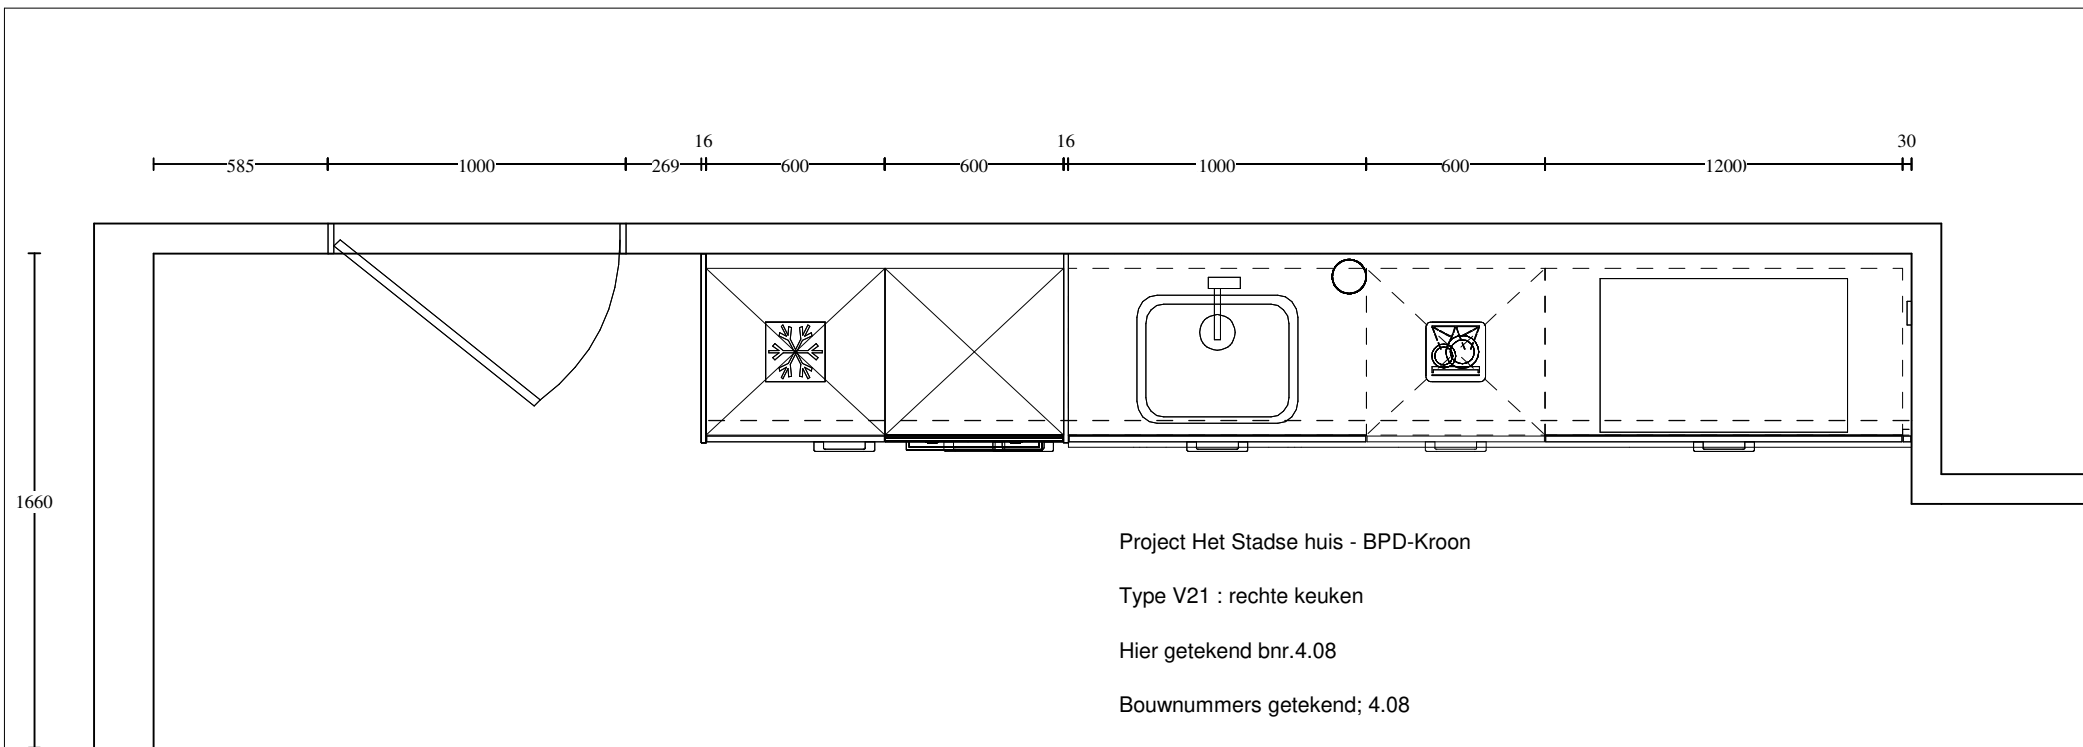 16 16 30
585 1000 269 600 600 1000 600 1200
1660
Project Het Stadse huis - BPD-Kroon
Type V21 : rechte keuken
Hier getekend bnr.4.08
Bouwnummers getekend; 4.08